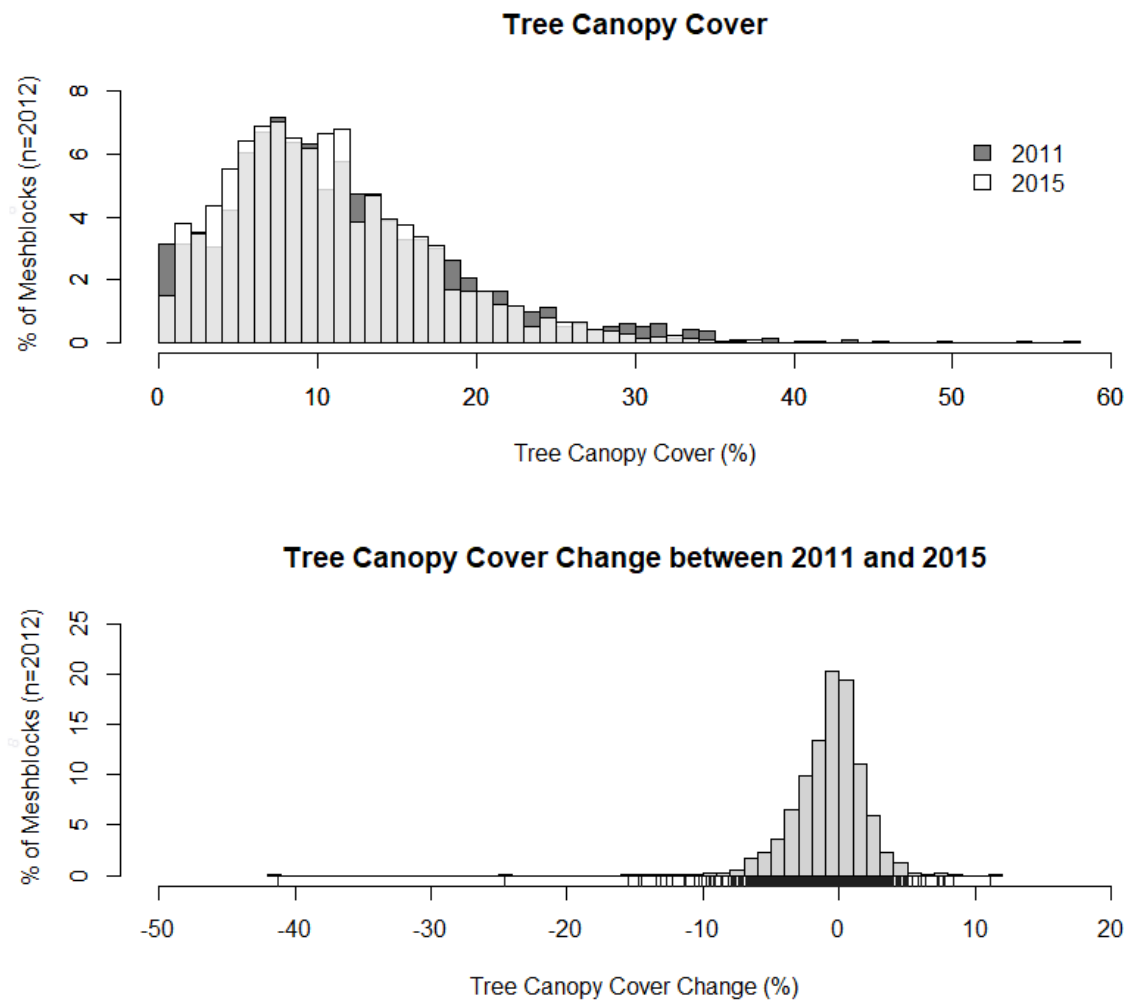 Tree Canopy Cover
% of Meshblocks (n=2012)
8
6
4
2
0
2011
2015
0 10 20 30 40 50 60
Tree Canopy Cover (%)
Tree Canopy Cover Change between 2011 and 2015
% of Meshblocks (n=2012)
25
20
15
10
5
0
-50 -40 -30 -20 -10 0 10 20
Tree Canopy Cover Change (%)